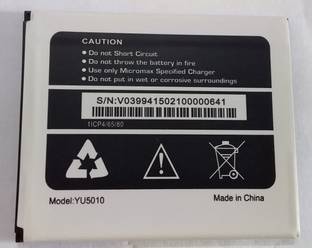 CAUTION
• Do not Short Circuit
• Do not throw the battery in fire
• Use only Micromax Specified Charger
• Do not put in wet or corrosive surroundings
S/N:V039941502100000641
1ICP4/65/80
Model:YU5010
Made in China